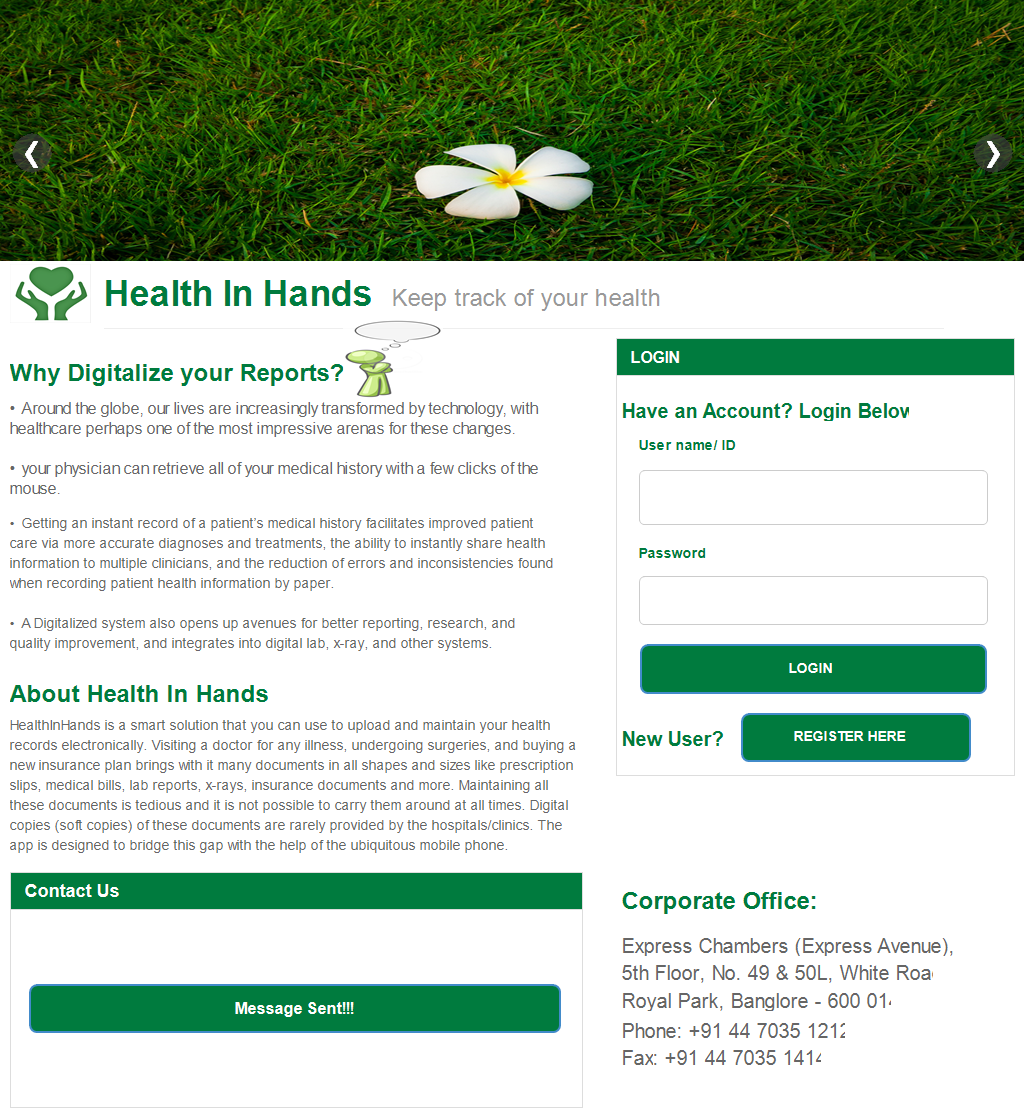 Health In Hands Keep track of your health
Why Digitalize your Reports?
• Around the globe, our lives are increasingly transformed by technology, with
healthcare perhaps one of the most impressive arenas for these changes.
• your physician can retrieve all of your medical history with a few clicks of the
mouse.
• Getting an instant record of a patient's medical history facilitates improved patient
care via more accurate diagnoses and treatments, the ability to instantly share health
information to multiple clinicians, and the reduction of errors and inconsistencies found
when recording patient health information by paper.
• A Digitalized system also opens up avenues for better reporting, research, and
quality improvement, and integrates into digital lab, x-ray, and other systems.
About Health In Hands
HealthInHands is a smart solution that you can use to upload and maintain your health
records electronically. Visiting a doctor for any illness, undergoing surgeries, and buying a
new insurance plan brings with it many documents in all shapes and sizes like prescription
slips, medical bills, lab reports, x-rays, insurance documents and more. Maintaining all
these documents is tedious and it is not possible to carry them around at all times. Digital
copies (soft copies) of these documents are rarely provided by the hospitals/clinics. The
app is designed to bridge this gap with the help of the ubiquitous mobile phone.
LOGIN
Have an Account? Login Below
User name/ ID
Password
LOGIN
New User?
REGISTER HERE
Contact Us
Message Sent!!!
Corporate Office:
Express Chambers (Express Avenue),
5th Floor, No. 49 & 50L, White Road
Royal Park, Banglore - 600 014
Phone: +91 44 7035 1212
Fax: +91 44 7035 1414